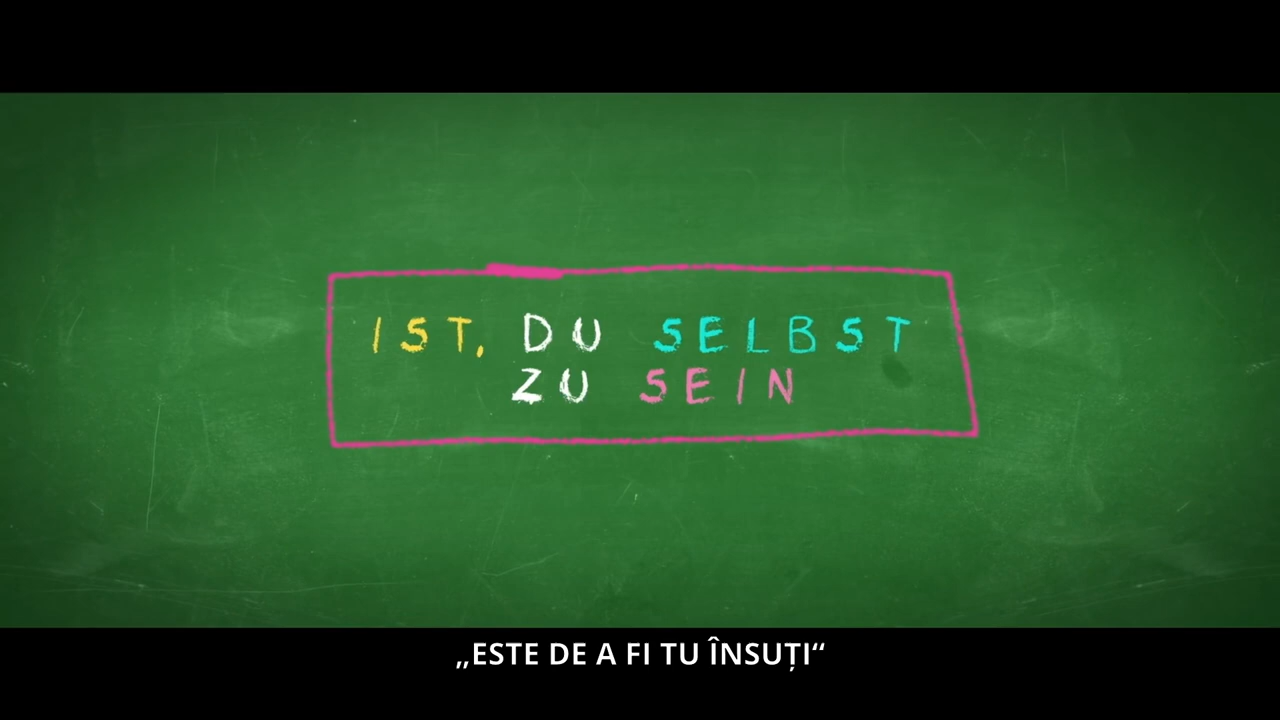 IST, DU SELBST
ZU SEIN
„ESTE DE A FI TU ÎNSUȚI“